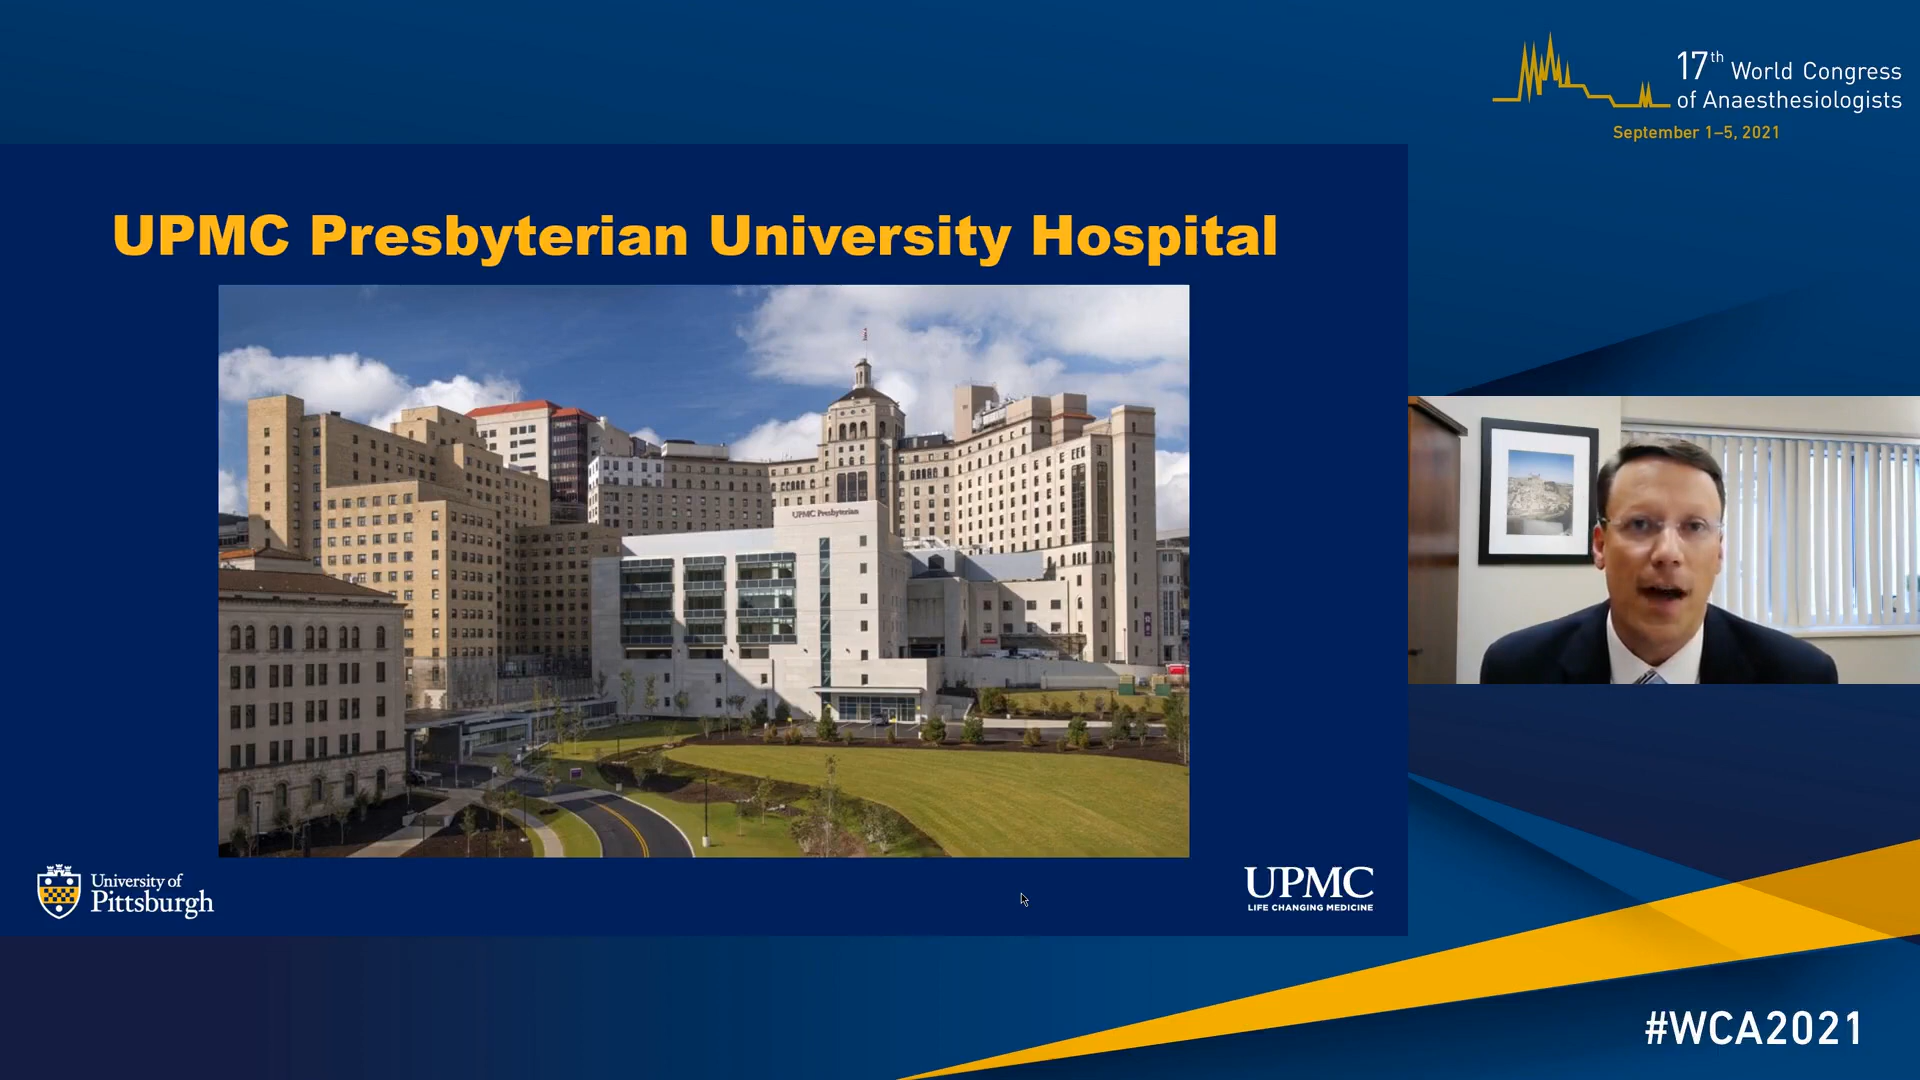 17th World Congress
of Anaesthesiologists
September 1–5, 2021
UPMC Presbyterian University Hospital
UPMC Presbyterian
University of
Pittsburgh
UPMC
LIFE CHANGING MEDICINE
#WCA2021